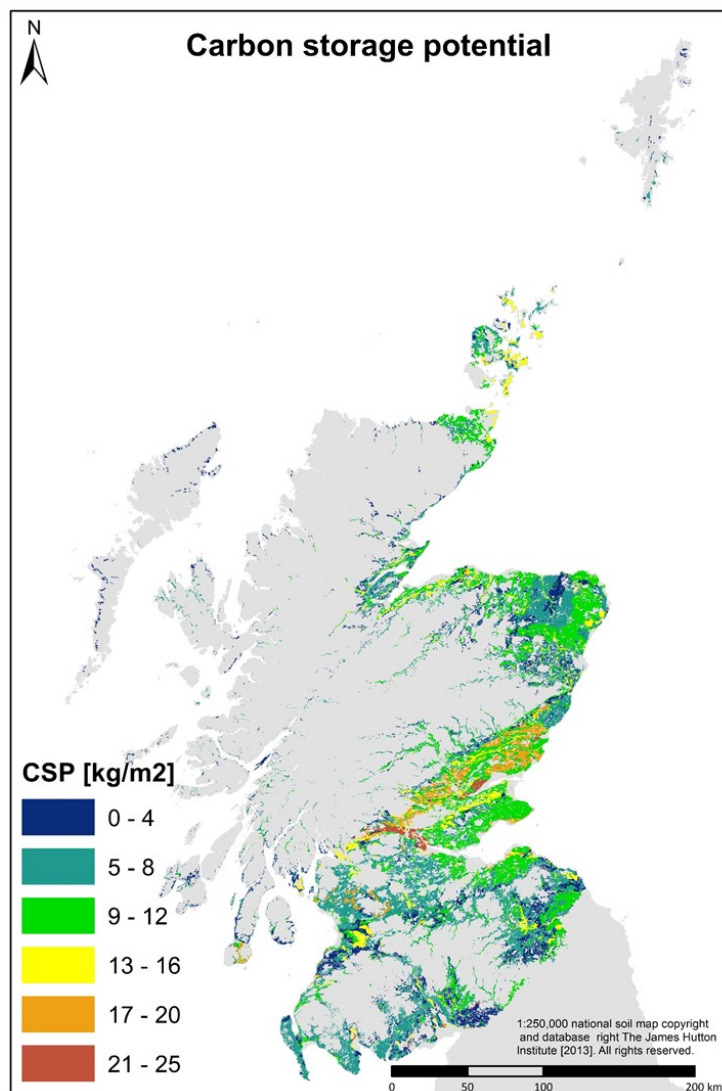 N
Carbon storage potential
CSP [kg/m2]
0 - 4
5 - 8
9 - 12
13 - 16
17 - 20
21 - 25
1:250,000 national soil map copyright
and database right The James Hutton
Institute [2013]. All rights reserved.
0 50 100 200 km